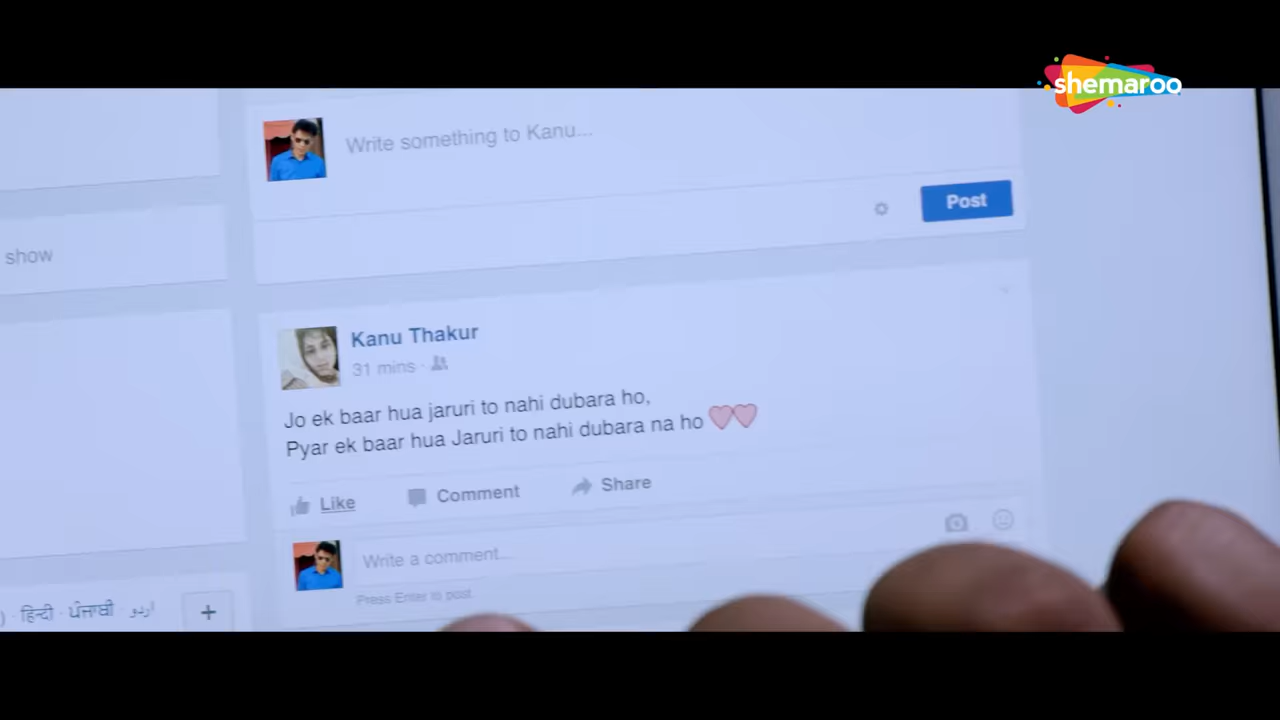 shemaroo
Write something to Kanu...
Post
show
Kanu Thakur
31 mins ·
Jo ek baar hua jaruri to nahi dubara ho,
Pyar ek baar hua Jaruri to nahi dubara na ho
Like Comment Share
Write a comment...
Press Enter to post.
) · हिन्दी · ਪੰਜਾਬੀ اردو +